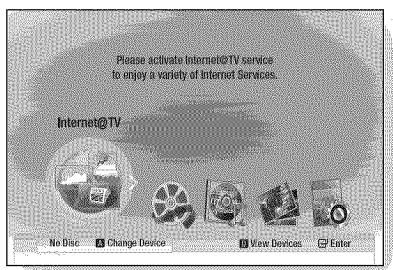 Please activate Internet@TV service
to enjoy a variety of Internet Services.
Internet@TV
No Disc A Change Device D View Devices Enter